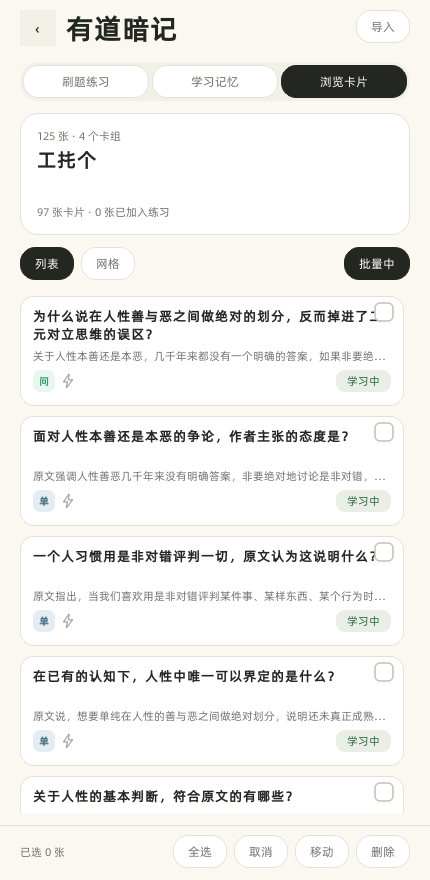 ‹ 有道暗记 导入
刷题练习 学习记忆 浏览卡片
125 张 · 4 个卡组
工扥个
97 张卡片 · 0 张已加入练习
列表 网格 批量中
为什么说在人性善与恶之间做绝对的划分，反而掉进了二
元对立思维的误区？
关于人性本善还是本恶，几千年来都没有一个明确的答案，如果非要绝…
问 学习中
面对人性本善还是本恶的争论，作者主张的态度是？
原文强调人性善恶几千年来没有明确答案，非要绝对地讨论是非对错，…
单 学习中
一个人习惯用是非对错评判一切，原文认为这说明什么？
原文指出，当我们喜欢用是非对错评判某件事、某样东西、某个行为时…
单 学习中
在已有的认知下，人性中唯一可以界定的是什么？
原文说，想要单纯在人性的善与恶之间做绝对划分，说明还未真正成熟…
单 学习中
关于人性的基本判断，符合原文的有哪些？
已选 0 张 全选 取消 移动 删除